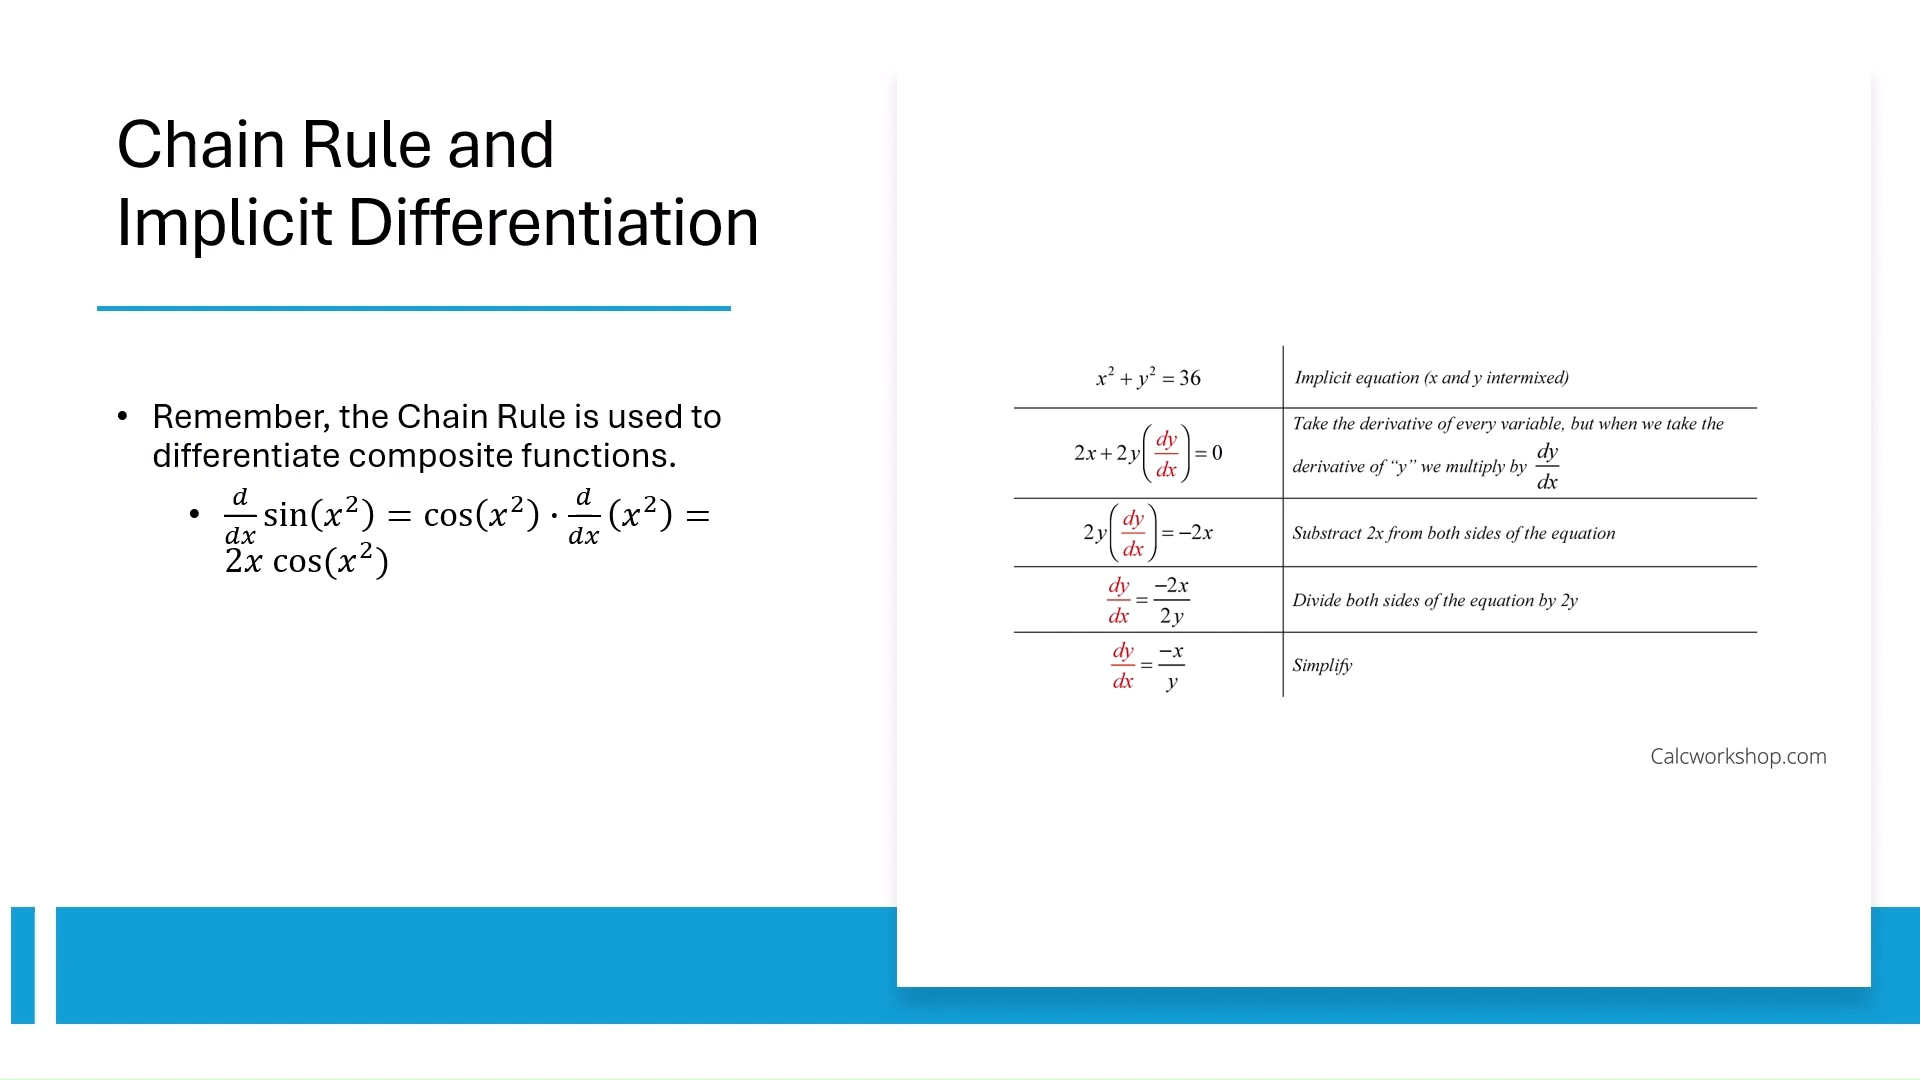 Chain Rule and
Implicit Differentiation
• Remember, the Chain Rule is used to
differentiate composite functions.
• d/dx sin(x²) = cos(x²) · d/dx (x²) =
2x cos(x²)
x² + y² = 36 Implicit equation (x and y intermixed)
2x + 2y(dy/dx) = 0 Take the derivative of every variable, but when we take the
derivative of “y” we multiply by dy/dx
2y(dy/dx) = −2x Substract 2x from both sides of the equation
dy/dx = −2x/2y Divide both sides of the equation by 2y
dy/dx = −x/y Simplify
Calcworkshop.com